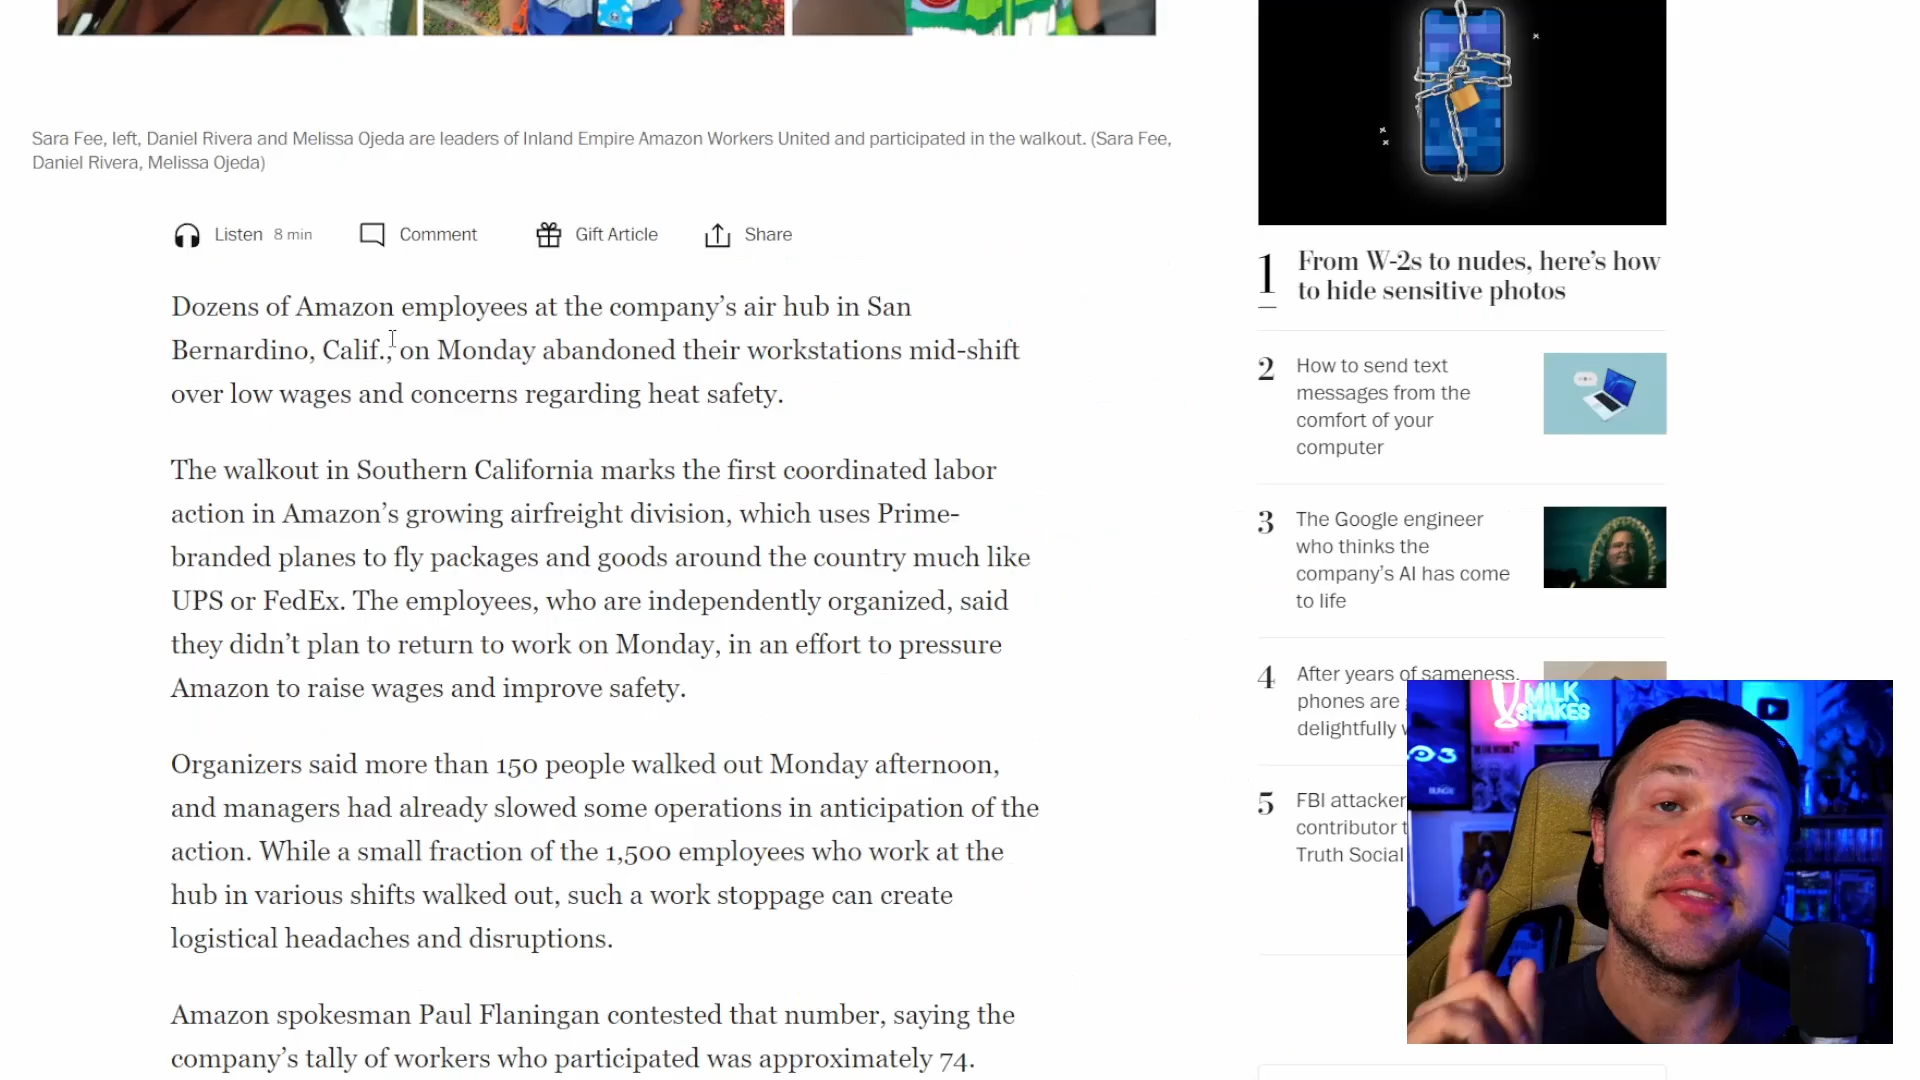 Sara Fee, left, Daniel Rivera and Melissa Ojeda are leaders of Inland Empire Amazon Workers United and participated in the walkout. (Sara Fee,
Daniel Rivera, Melissa Ojeda)
Listen 8 min Comment Gift Article Share
Dozens of Amazon employees at the company’s air hub in San
Bernardino, Calif., on Monday abandoned their workstations mid-shift
over low wages and concerns regarding heat safety.
The walkout in Southern California marks the first coordinated labor
action in Amazon’s growing airfreight division, which uses Prime-
branded planes to fly packages and goods around the country much like
UPS or FedEx. The employees, who are independently organized, said
they didn’t plan to return to work on Monday, in an effort to pressure
Amazon to raise wages and improve safety.
Organizers said more than 150 people walked out Monday afternoon,
and managers had already slowed some operations in anticipation of the
action. While a small fraction of the 1,500 employees who work at the
hub in various shifts walked out, such a work stoppage can create
logistical headaches and disruptions.
Amazon spokesman Paul Flaningan contested that number, saying the
company’s tally of workers who participated was approximately 74.
1
From W-2s to nudes, here’s how
to hide sensitive photos
2
How to send text
messages from the
comfort of your
computer
3
The Google engineer
who thinks the
company’s AI has come
to life
4
After years of sameness,
phones are
delightfully
5
FBI attacker
contributor
Truth Social
MILK
SHAKES
BUNGIE